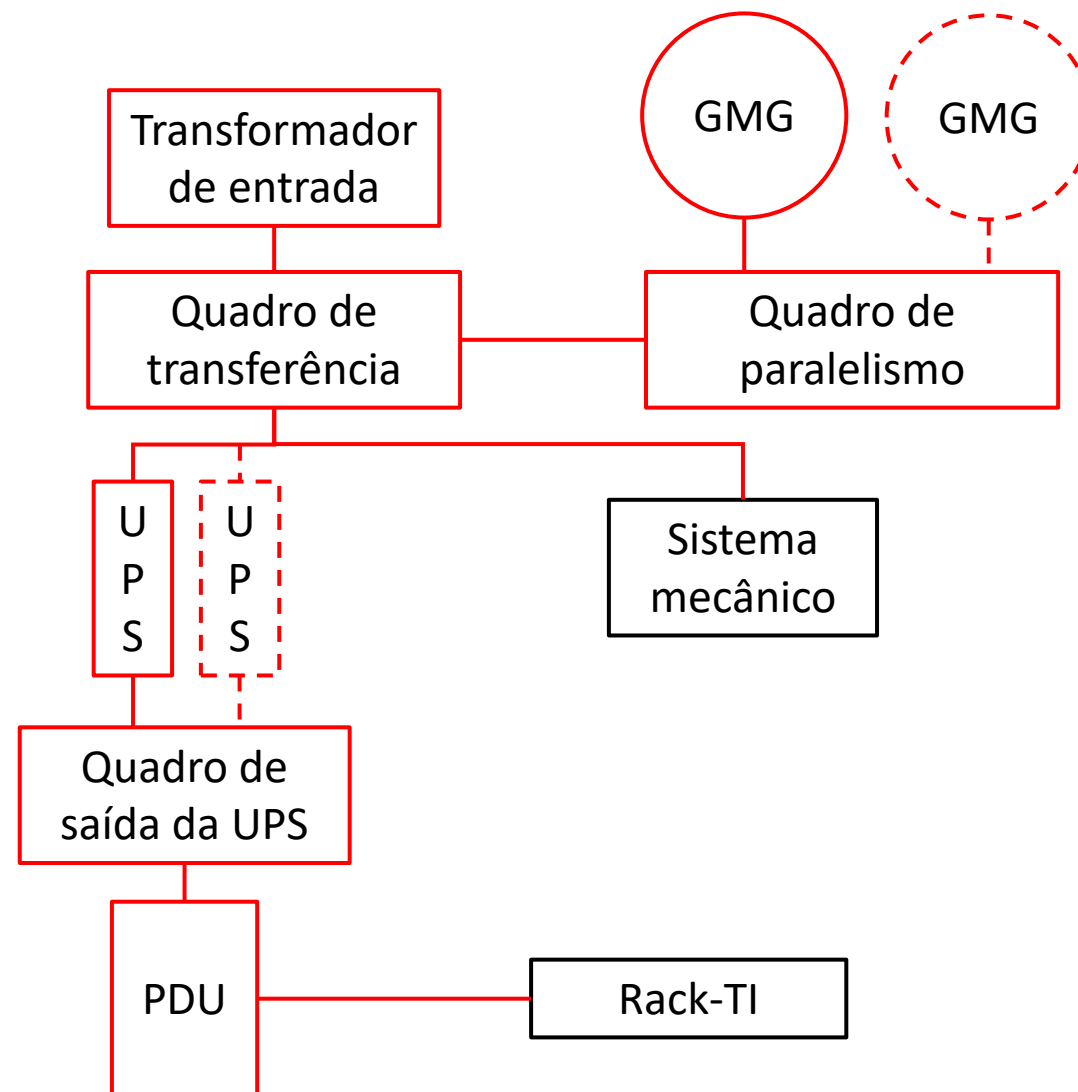 GMG
GMG
Transformador
de entrada
Quadro de
transferência
Quadro de
paralelismo
U
P
S
U
P
S
Sistema
mecânico
Quadro de
saída da UPS
PDU
Rack-TI